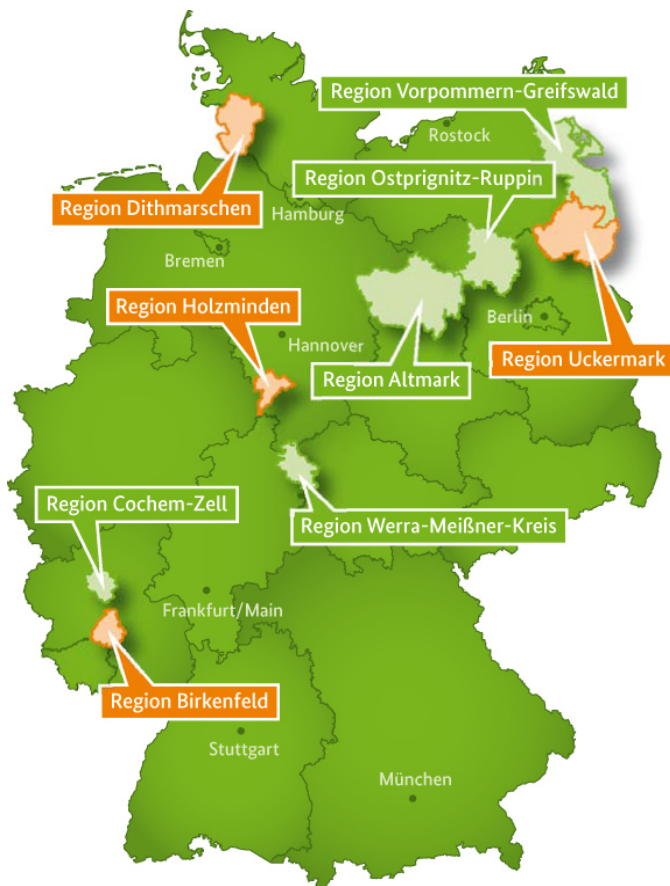 Region Vorpommern-Greifswald
Rostock
Region Ostprignitz-Ruppin
Region Dithmarschen
Hamburg
Bremen
Region Holzminden
Berlin
Hannover
Region Uckermark
Region Altmark
Region Cochem-Zell
Region Werra-Meißner-Kreis
Frankfurt/Main
Region Birkenfeld
Stuttgart
München